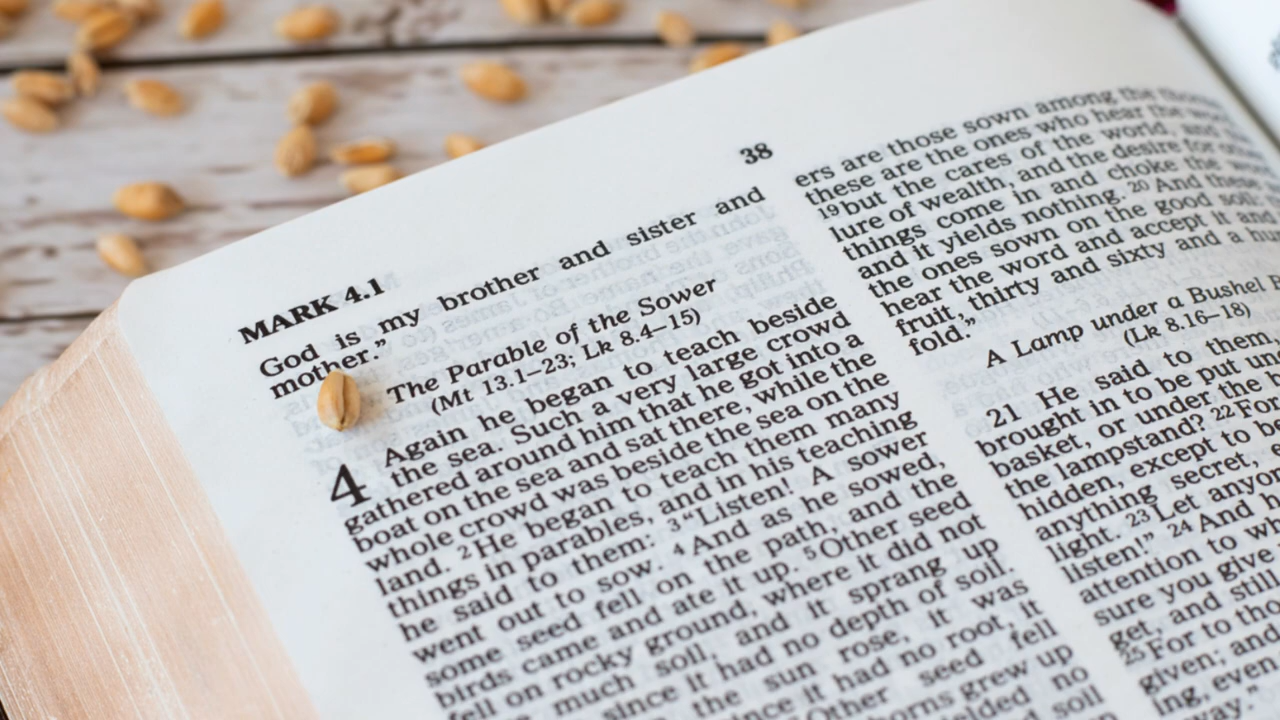 38
MARK 4.1
God is my brother and sister and
mother.”
The Parable of the Sower
(Mt 13.1–23; Lk 8.4–15)
4 Again he began to teach beside
the sea. Such a very large crowd
gathered around him that he got into a
boat on the sea and sat there, while the
whole crowd was beside the sea on the
land. 2 He began to teach them many
things in parables, and in his teaching
he said to them: 3 “Listen! A sower
went out to sow. 4 And as he sowed,
some seed fell on the path, and the
birds came and ate it up. 5 Other seed
fell on rocky ground, where it did not
much soil, and it sprang up
since it had no depth of soil.
the sun rose, it was
since it had no root, it
Other seed fell
horns grew up
yielded no
soil
ers are those sown among the
these are the ones who hear the
19 but the cares of the world, and the
lure of wealth, and the desire for
things come in and choke the
and it yields nothing. 20 And these
the ones sown on the good soil:
hear the word and accept it and
fruit, thirty and sixty and a
fold.”
A Lamp under a Bushel
(Lk 8.16–18)
21 He said to them,
brought in to be put
basket, or under the
the lampstand? 22 For
hidden, except to be
anything secret,
light. 23 Let anyone
listen!” 24 And
attention to
sure you give
get, and still
25 For to
given; and
ing, even